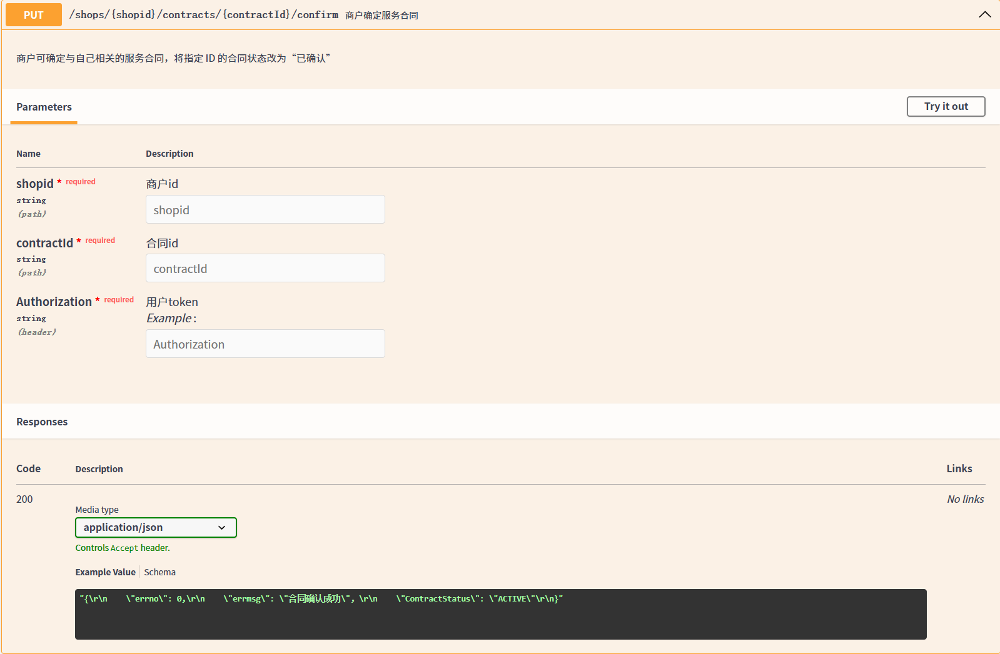 PUT /shops/{shopid}/contracts/{contractId}/confirm 商户确定服务合同
商户可确定与自己相关的服务合同，将指定 ID 的合同状态改为“已确认”
Parameters
Try it out
Name Description
shopid * required
string
(path)
商户id
shopid
contractId * required
string
(path)
合同id
contractId
Authorization * required
string
(header)
用户token
Example :
Authorization
Responses
Code Description Links
200
No links
Media type
application/json
Controls Accept header.
Example Value Schema
"{\r\n    \"errno\": 0,\r\n    \"errmsg\": \"合同确认成功\", \r\n    \"ContractStatus\": \"ACTIVE\"\r\n}"